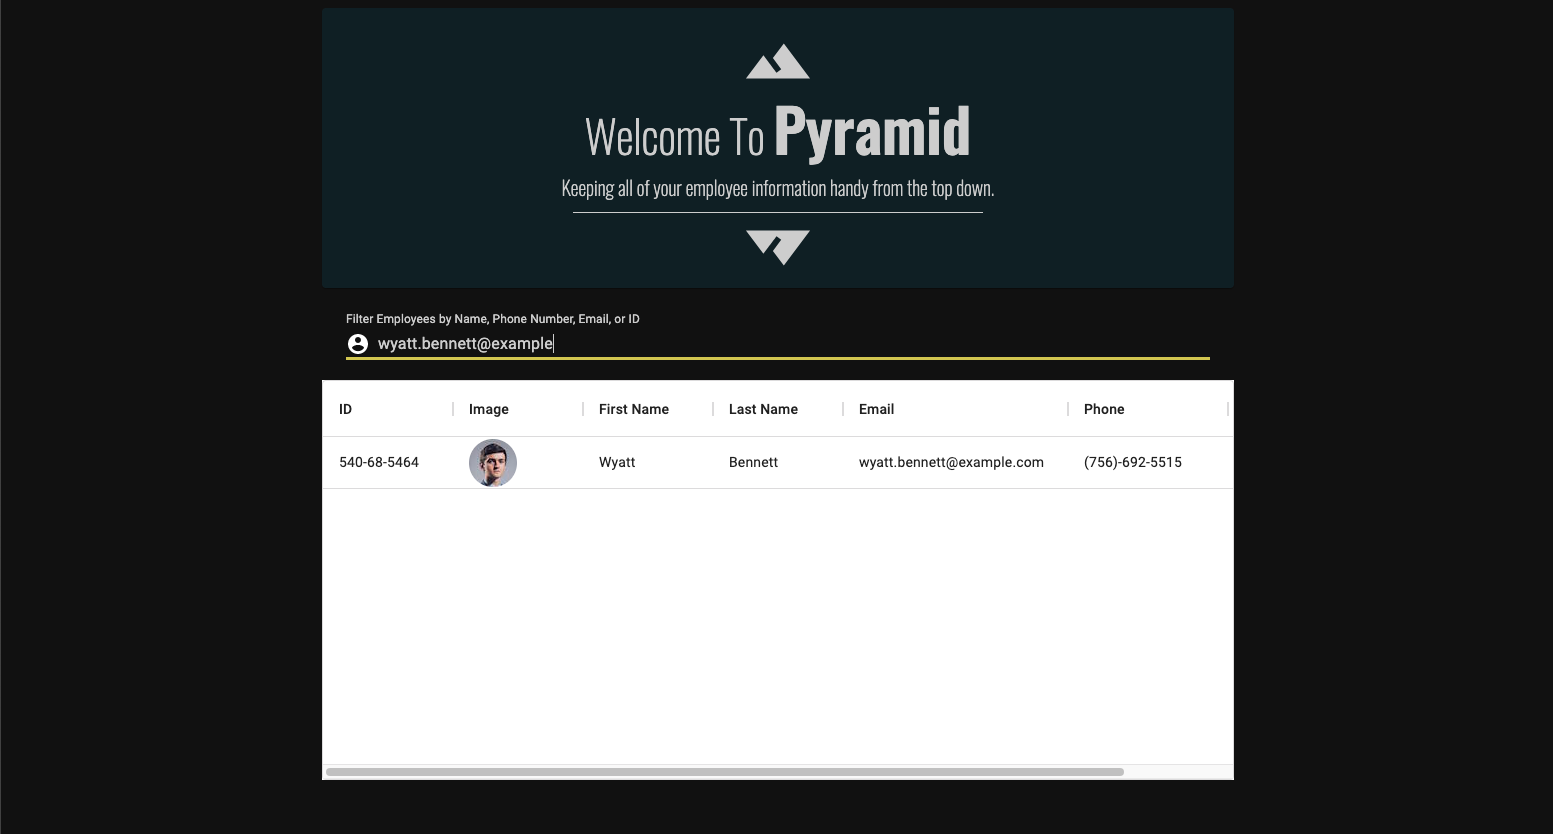 Welcome To Pyramid
Keeping all of your employee information handy from the top down.
Filter Employees by Name, Phone Number, Email, or ID
wyatt.bennett@example
ID Image First Name Last Name Email Phone
540-68-5464 Wyatt Bennett wyatt.bennett@example.com (756)-692-5515